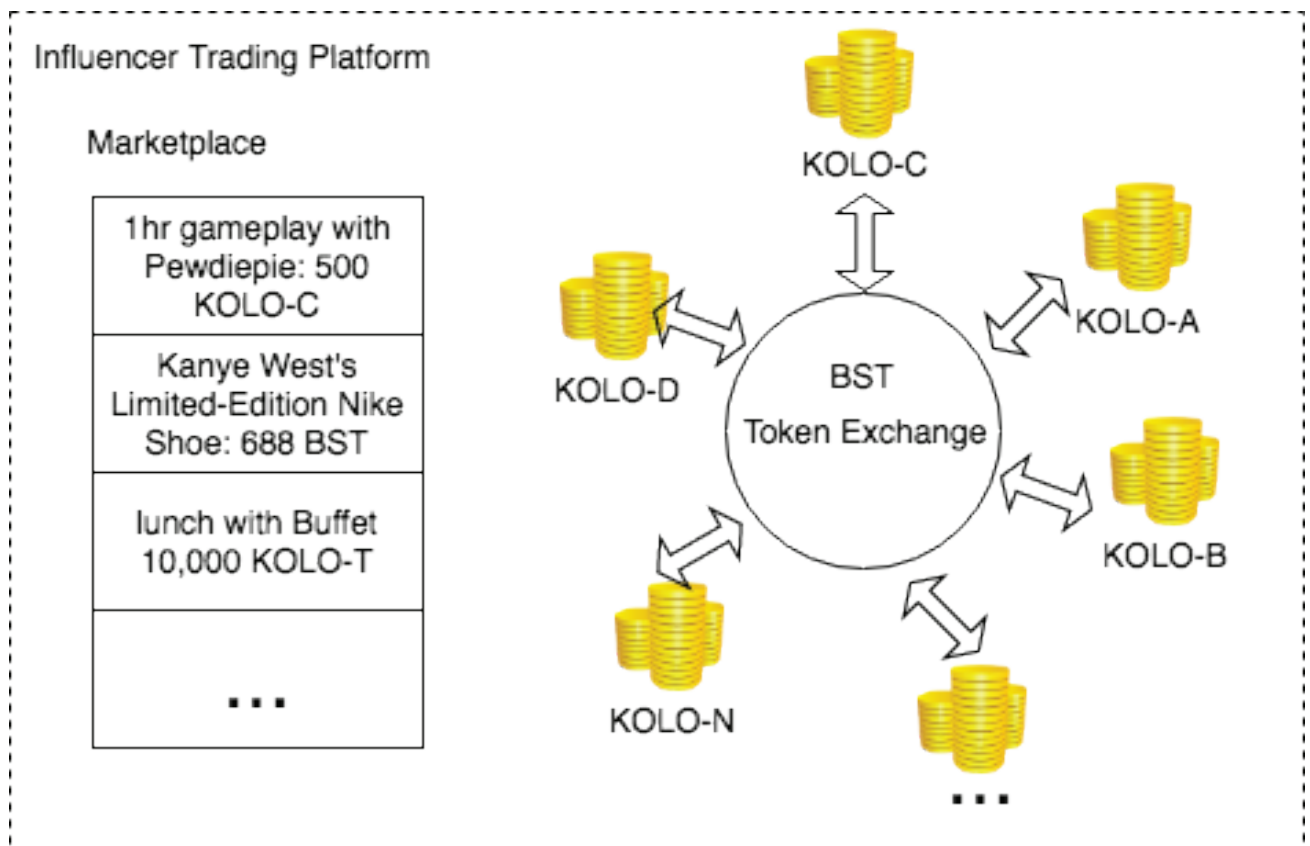 Influencer Trading Platform
Marketplace
1hr gameplay with
Pewdiepie: 500
KOLO-C
Kanye West's
Limited-Edition Nike
Shoe: 688 BST
lunch with Buffet
10,000 KOLO-T
...
KOLO-C
KOLO-A
KOLO-D
BST
Token Exchange
KOLO-B
KOLO-N
...